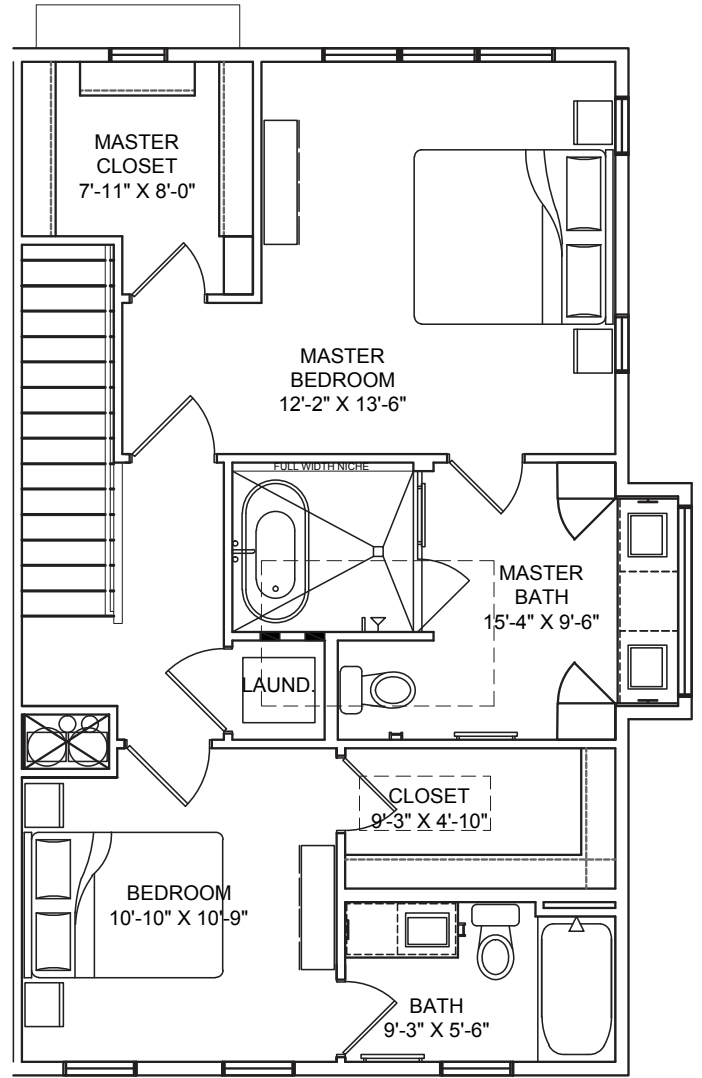 MASTER
CLOSET
7'-11" X 8'-0"
MASTER
BEDROOM
12'-2" X 13'-6"
FULL WIDTH NICHE
MASTER
BATH
15'-4" X 9'-6"
LAUND.
CLOSET
9'-3" X 4'-10"
BEDROOM
10'-10" X 10'-9"
BATH
9'-3" X 5'-6"